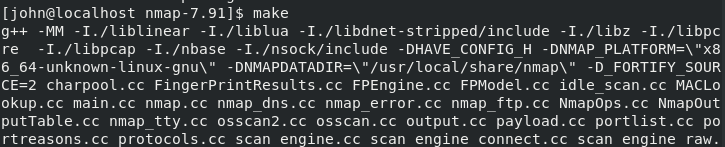 [john@localhost nmap-7.91]$ make
g++ -MM -I./liblinear -I./liblua -I./libdnet-stripped/include -I./libz -I./libpc
re  -I./libpcap -I./nbase -I./nsock/include -DHAVE_CONFIG_H -DNMAP_PLATFORM=\"x8
6_64-unknown-linux-gnu\" -DNMAPDATADIR=\"/usr/local/share/nmap\" -D_FORTIFY_SOUR
CE=2 charpool.cc FingerPrintResults.cc FPEngine.cc FPModel.cc idle_scan.cc MACLo
okup.cc main.cc nmap.cc nmap_dns.cc nmap_error.cc nmap_ftp.cc NmapOps.cc NmapOut
putTable.cc nmap_tty.cc osscan2.cc osscan.cc output.cc payload.cc portlist.cc po
rtreasons.cc protocols.cc scan_engine.cc scan_engine_connect.cc scan_engine_raw.